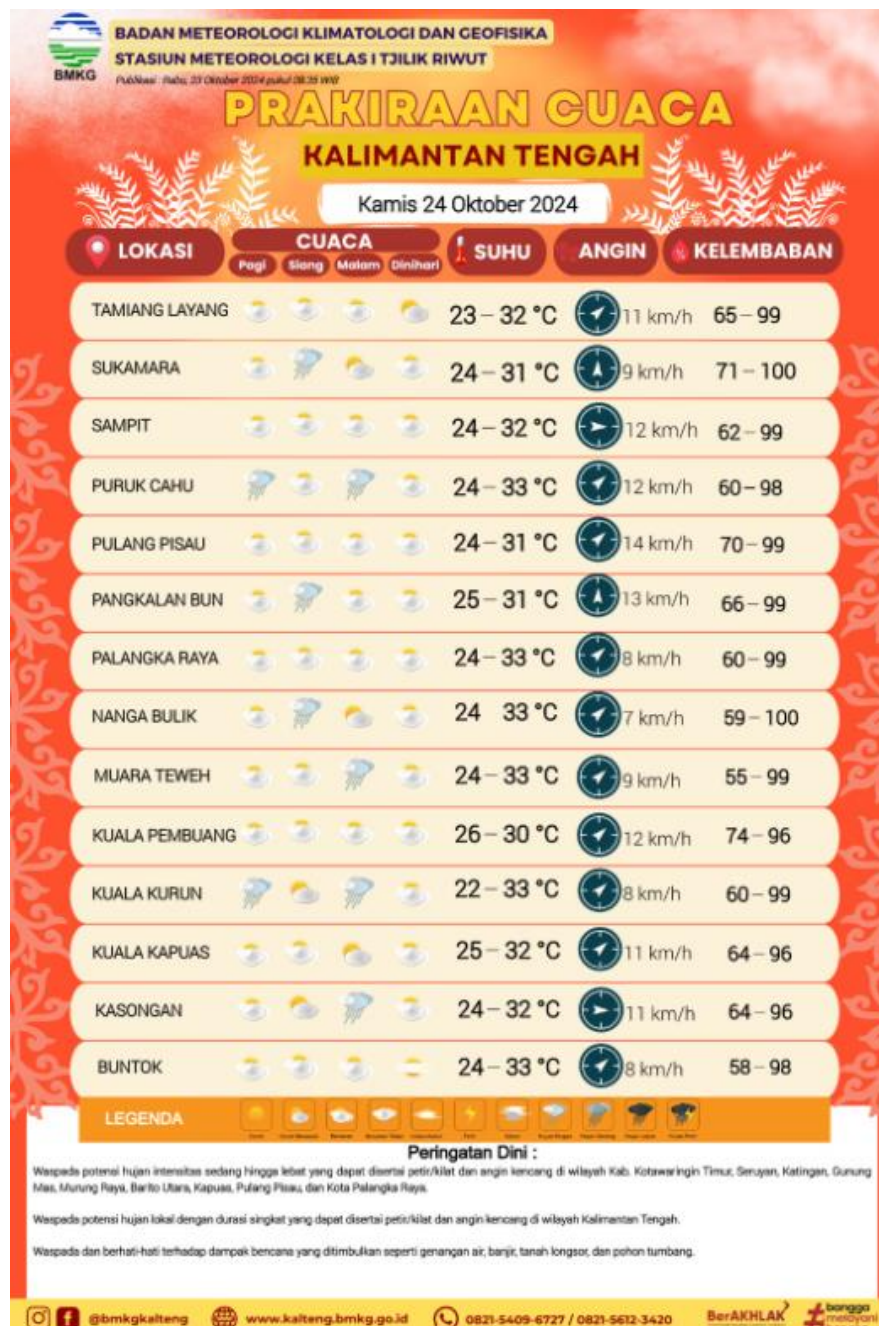 BADAN METEOROLOGI KLIMATOLOGI DAN GEOFISIKA
STASIUN METEOROLOGI KELAS I TJILIK RIWUT
BMKG
Publikasi : Rabu, 23 Oktober 2024 pukul 08:35 WIB
PRAKIRAAN CUACA
KALIMANTAN TENGAH
Kamis 24 Oktober 2024
LOKASI CUACA SUHU ANGIN KELEMBABAN
Pagi Siang Malam Dinihari
TAMIANG LAYANG 23 – 32 °C 11 km/h 65 – 99
SUKAMARA 24 – 31 °C 9 km/h 71 – 100
SAMPIT 24 – 32 °C 12 km/h 62 – 99
PURUK CAHU 24 – 33 °C 12 km/h 60 – 98
PULANG PISAU 24 – 31 °C 14 km/h 70 – 99
PANGKALAN BUN 25 – 31 °C 13 km/h 66 – 99
PALANGKA RAYA 24 – 33 °C 8 km/h 60 – 99
NANGA BULIK 24 33 °C 7 km/h 59 – 100
MUARA TEWEH 24 – 33 °C 9 km/h 55 – 99
KUALA PEMBUANG 26 – 30 °C 12 km/h 74 – 96
KUALA KURUN 22 – 33 °C 8 km/h 60 – 99
KUALA KAPUAS 25 – 32 °C 11 km/h 64 – 96
KASONGAN 24 – 32 °C 11 km/h 64 – 96
BUNTOK 24 – 33 °C 8 km/h 58 – 98
LEGENDA
Peringatan Dini :
Waspada potensi hujan intensitas sedang hingga lebat yang dapat disertai petir/kilat dan angin kencang di wilayah Kab. Kotawaringin Timur, Seruyan, Katingan, Gunung
Mas, Murung Raya, Barito Utara, Kapuas, Pulang Pisau, dan Kota Palangka Raya.
Waspada potensi hujan lokal dengan durasi singkat yang dapat disertai petir/kilat dan angin kencang di wilayah Kalimantan Tengah.
Waspada dan berhati-hati terhadap dampak bencana yang ditimbulkan seperti genangan air, banjir, tanah longsor, dan pohon tumbang.
@bmkgkalteng www.kalteng.bmkg.go.id 0821-5409-6727 / 0821-5612-3420 BerAKHLAK bangga melayani